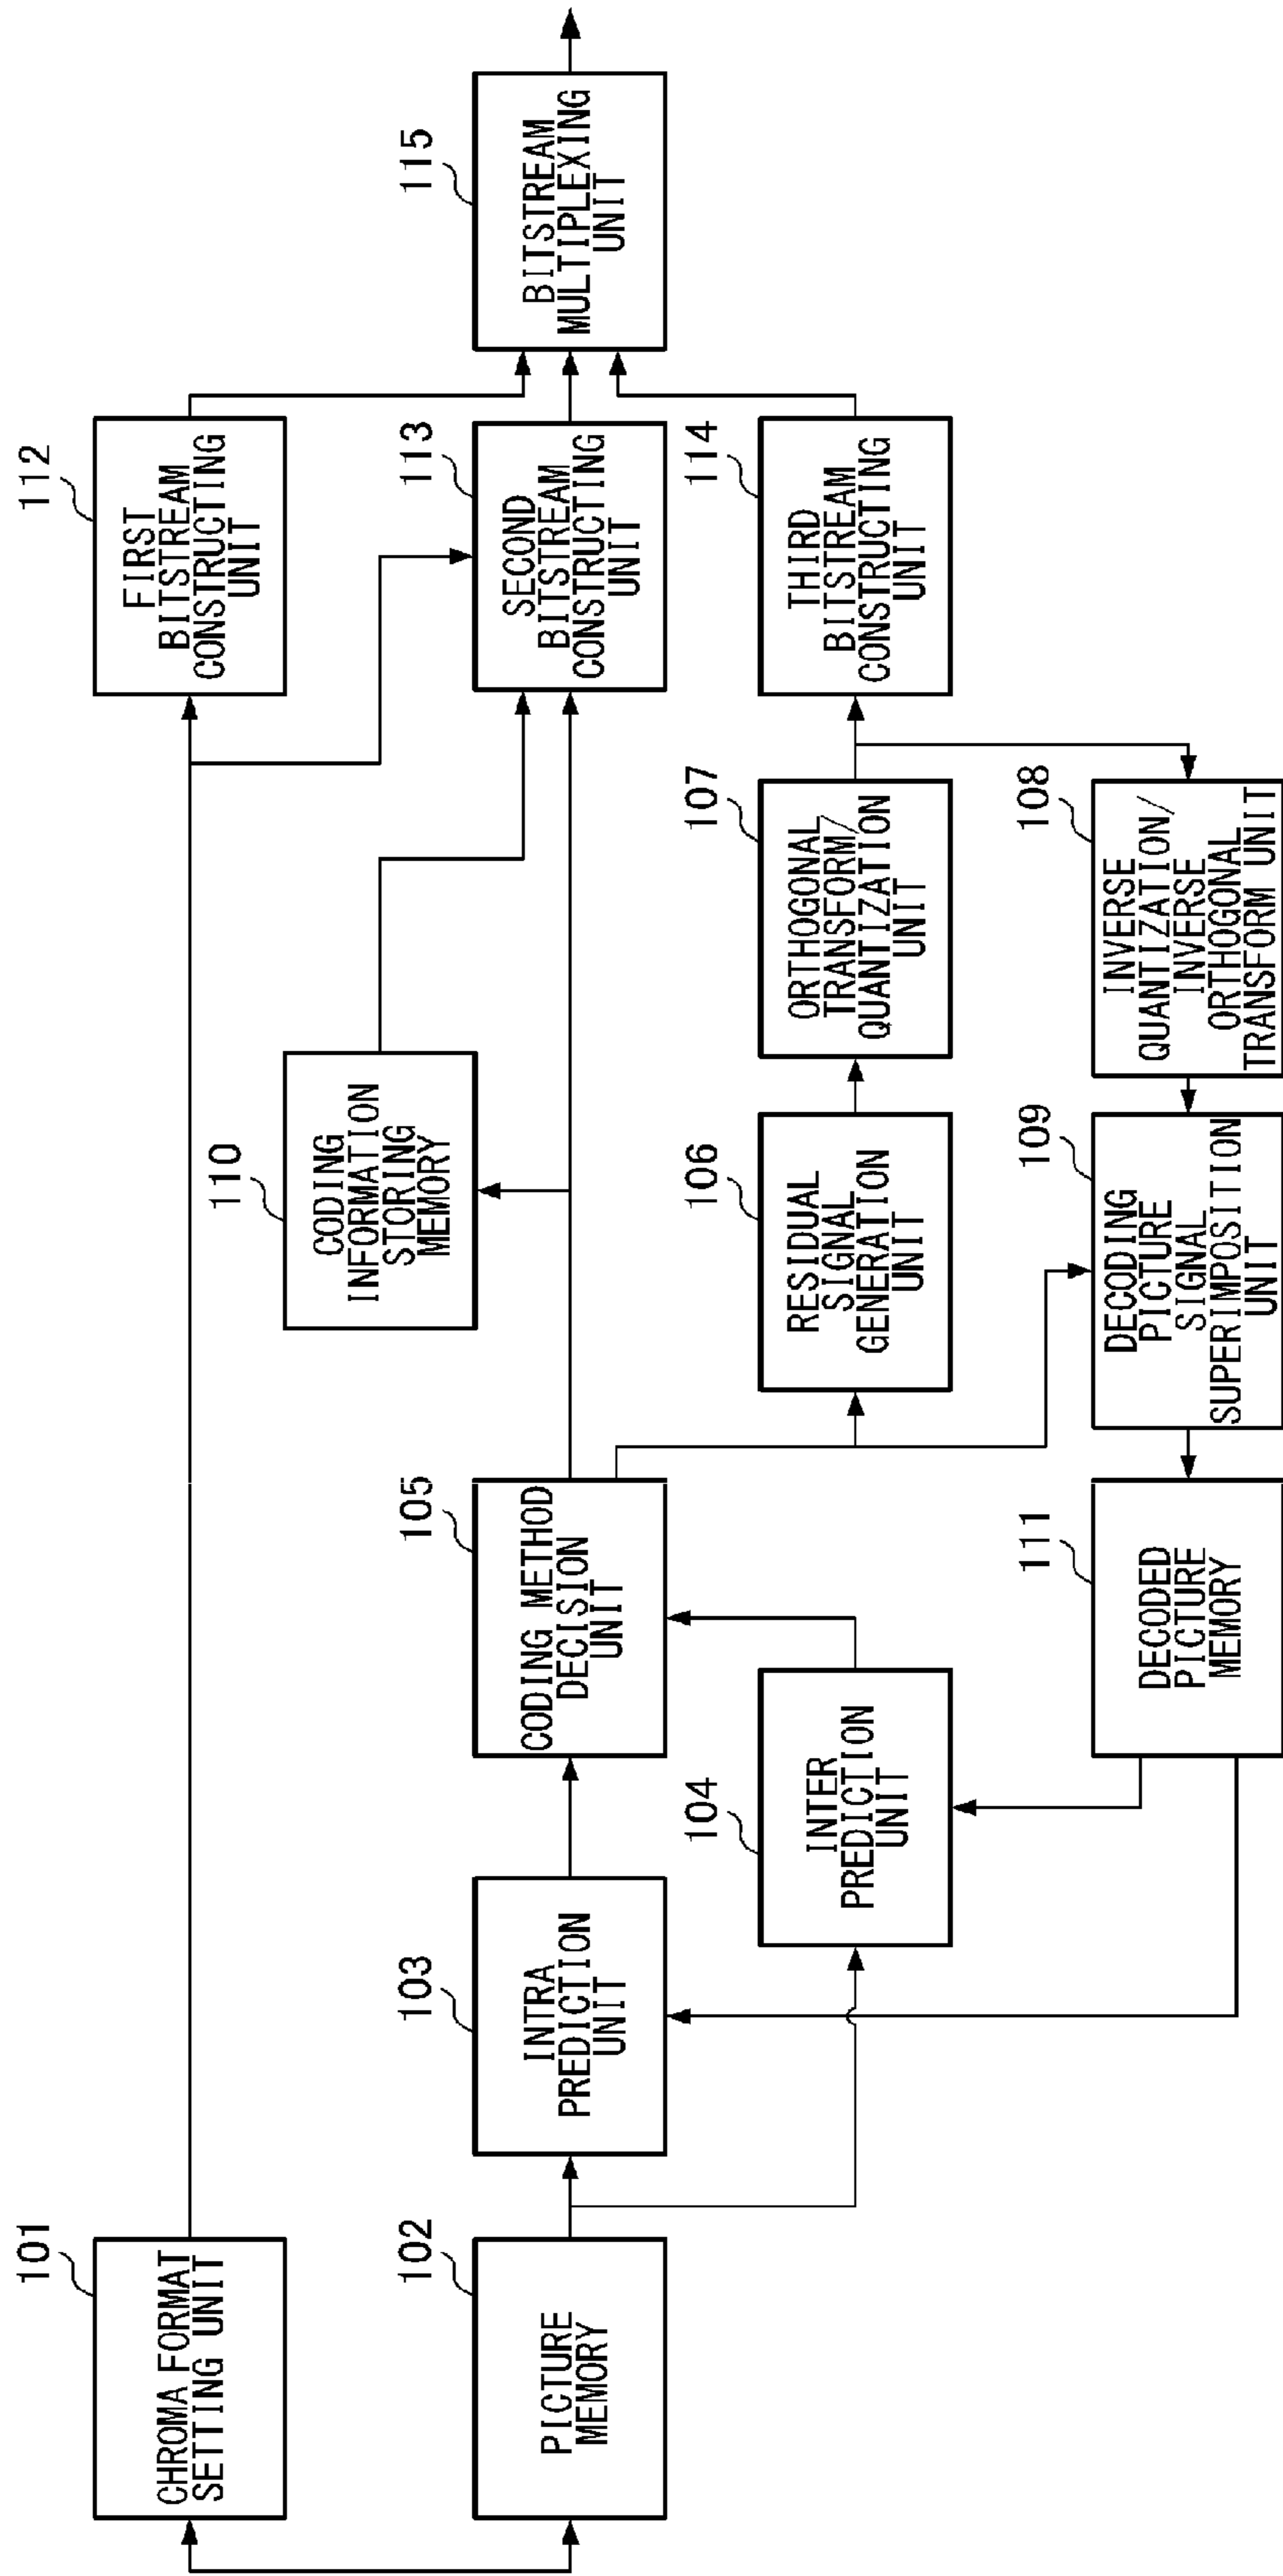 101
CHROMA FORMAT
SETTING UNIT
102
PICTURE
MEMORY
103
INTRA
PREDICTION
UNIT
104
INTER
PREDICTION
UNIT
105
CODING METHOD
DECISION
UNIT
110
CODING
INFORMATION
STORING
MEMORY
106
RESIDUAL
SIGNAL
GENERATION
UNIT
107
ORTHOGONAL
TRANSFORM/
QUANTIZATION
UNIT
108
INVERSE
QUANTIZATION/
INVERSE
ORTHOGONAL
TRANSFORM UNIT
109
DECODING
PICTURE
SIGNAL
SUPERIMPOSITION
UNIT
111
DECODED
PICTURE
MEMORY
112
FIRST
BITSTREAM
CONSTRUCTING
UNIT
113
SECOND
BITSTREAM
CONSTRUCTING
UNIT
114
THIRD
BITSTREAM
CONSTRUCTING
UNIT
115
BITSTREAM
MULTIPLEXING
UNIT